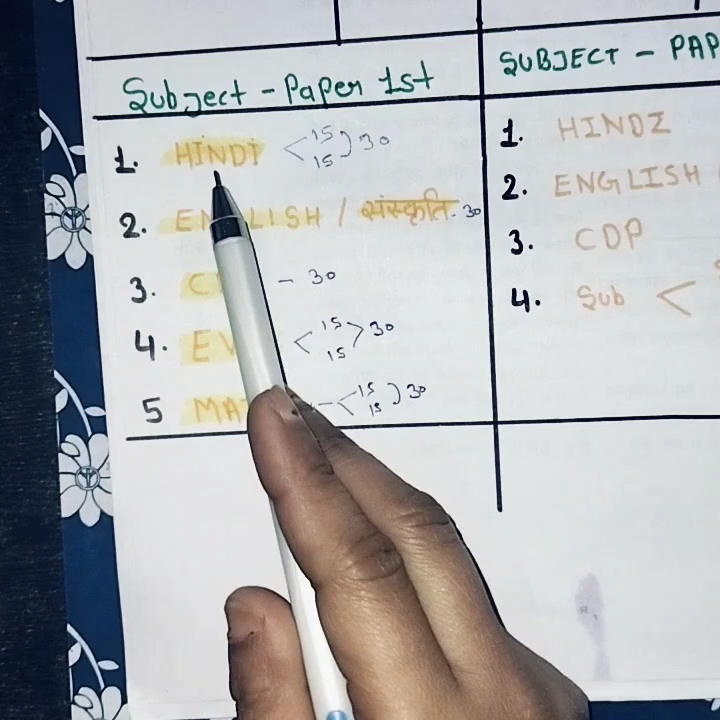 Subject - Paper 1st
1. HINDI < 15 15 ) 30
2. ENGLISH / संस्कृति - 30
3. - 30
4. < 15 15 > 30
5 - < 15 15 ) 30
SUBJECT -
1. HINDI
2. ENGLISH
3. CDP
4. Sub <